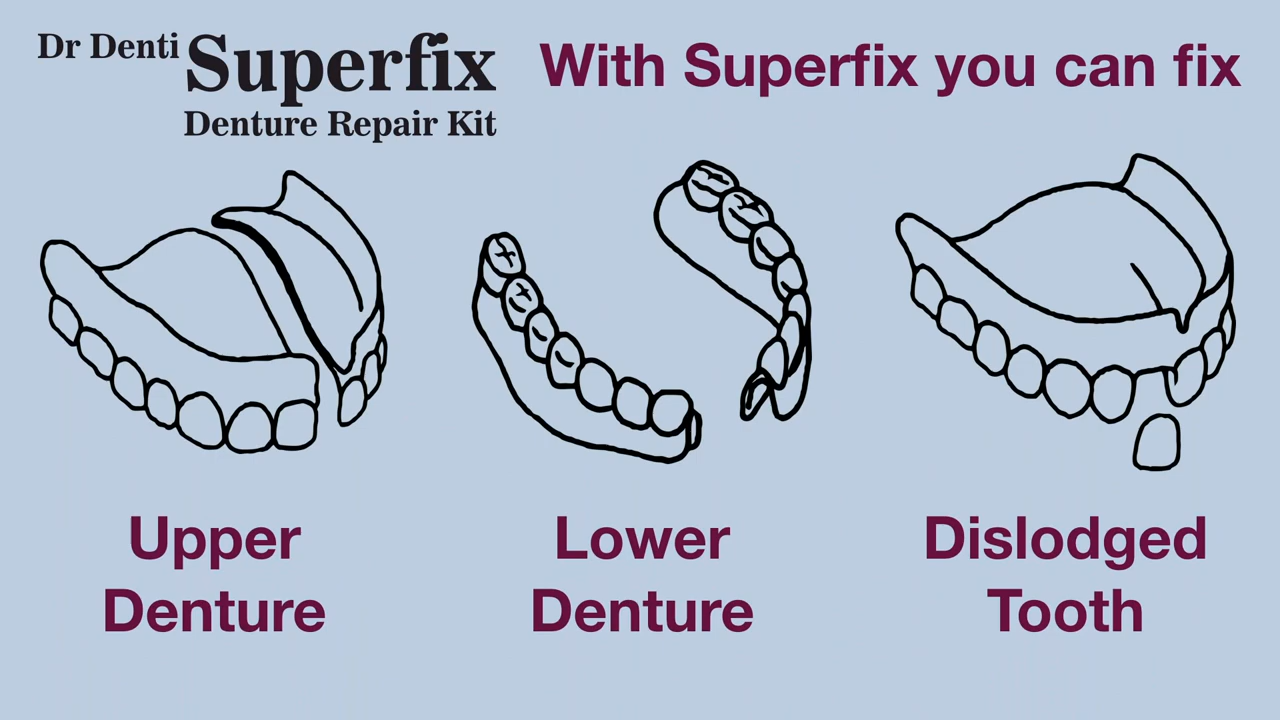 Dr Denti Superfix
Denture Repair Kit
With Superfix you can fix
Upper
Denture
Lower
Denture
Dislodged
Tooth